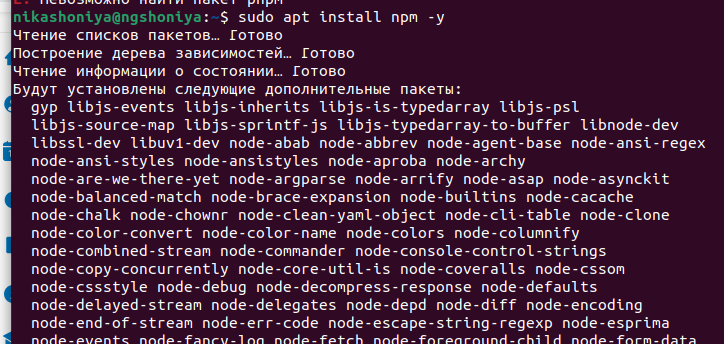 E: Невозможно найти пакет pnpm
nikashoniya@ngshoniya:~$ sudo apt install npm -y
Чтение списков пакетов… Готово
Построение дерева зависимостей… Готово
Чтение информации о состоянии… Готово
Будут установлены следующие дополнительные пакеты:
gyp libjs-events libjs-inherits libjs-is-typedarray libjs-psl
libjs-source-map libjs-sprintf-js libjs-typedarray-to-buffer libnode-dev
libssl-dev libuv1-dev node-abab node-abbrev node-agent-base node-ansi-regex
node-ansi-styles node-ansistyles node-aproba node-archy
node-are-we-there-yet node-argparse node-arrify node-asap node-asynckit
node-balanced-match node-brace-expansion node-builtins node-cacache
node-chalk node-chownr node-clean-yaml-object node-cli-table node-clone
node-color-convert node-color-name node-colors node-columnify
node-combined-stream node-commander node-console-control-strings
node-copy-concurrently node-core-util-is node-coveralls node-cssom
node-cssstyle node-debug node-decompress-response node-defaults
node-delayed-stream node-delegates node-depd node-diff node-encoding
node-end-of-stream node-err-code node-escape-string-regexp node-esprima
node-events node-fancy-log node-fetch node-foreground-child node-form-data